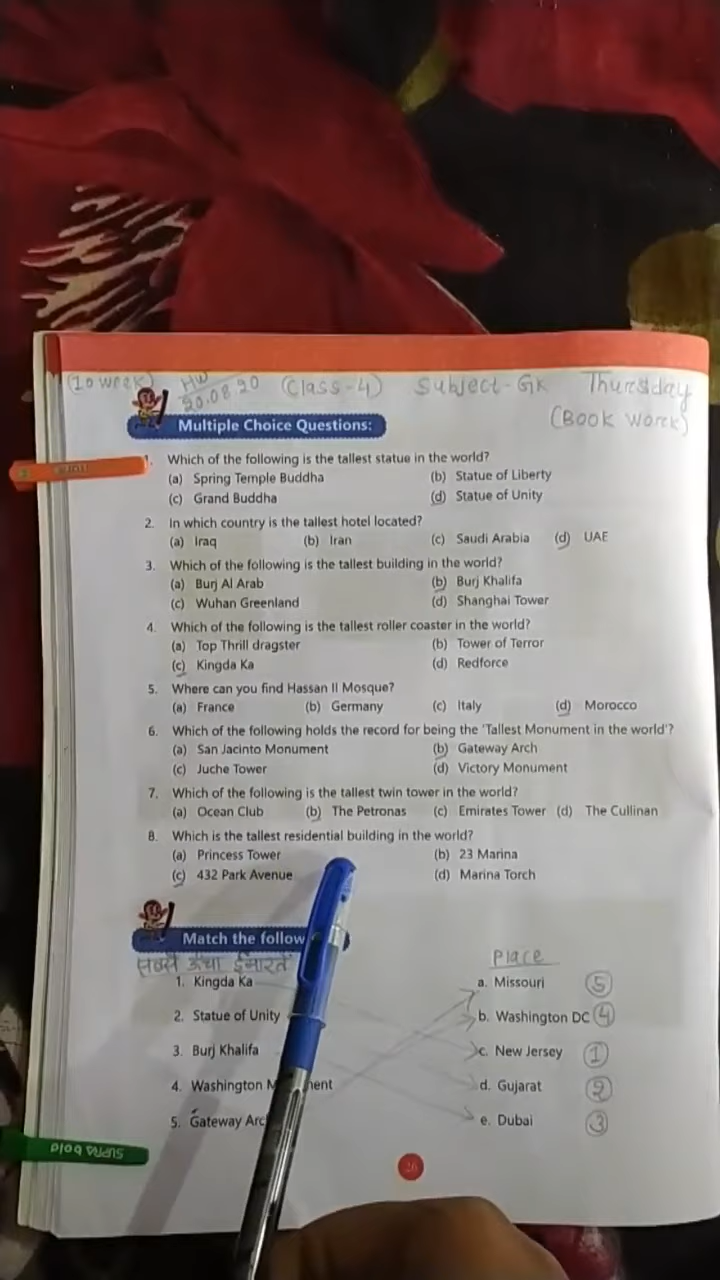 (10 week) HW 20.08.20 (Class-4) Subject-GK Thursday
(Book Worck)
Multiple Choice Questions:
1. Which of the following is the tallest statue in the world?
(a) Spring Temple Buddha (b) Statue of Liberty
(c) Grand Buddha (d) Statue of Unity
2. In which country is the tallest hotel located?
(a) Iraq (b) Iran (c) Saudi Arabia (d) UAE
3. Which of the following is the tallest building in the world?
(a) Burj Al Arab (b) Burj Khalifa
(c) Wuhan Greenland (d) Shanghai Tower
4. Which of the following is the tallest roller coaster in the world?
(a) Top Thrill dragster (b) Tower of Terror
(c) Kingda Ka (d) Redforce
5. Where can you find Hassan II Mosque?
(a) France (b) Germany (c) Italy (d) Morocco
6. Which of the following holds the record for being the 'Tallest Monument in the world'?
(a) San Jacinto Monument (b) Gateway Arch
(c) Juche Tower (d) Victory Monument
7. Which of the following is the tallest twin tower in the world?
(a) Ocean Club (b) The Petronas (c) Emirates Tower (d) The Cullinan
8. Which is the tallest residential building in the world?
(a) Princess Tower (b) 23 Marina
(c) 432 Park Avenue (d) Marina Torch
Match the follow
सबसे ऊंचा ईमारतें Place
1. Kingda Ka a. Missouri 5
2. Statue of Unity b. Washington DC 4
3. Burj Khalifa c. New Jersey 1
4. Washington M ment d. Gujarat 2
5. Gateway Arc e. Dubai 3
SUPRA bold
26